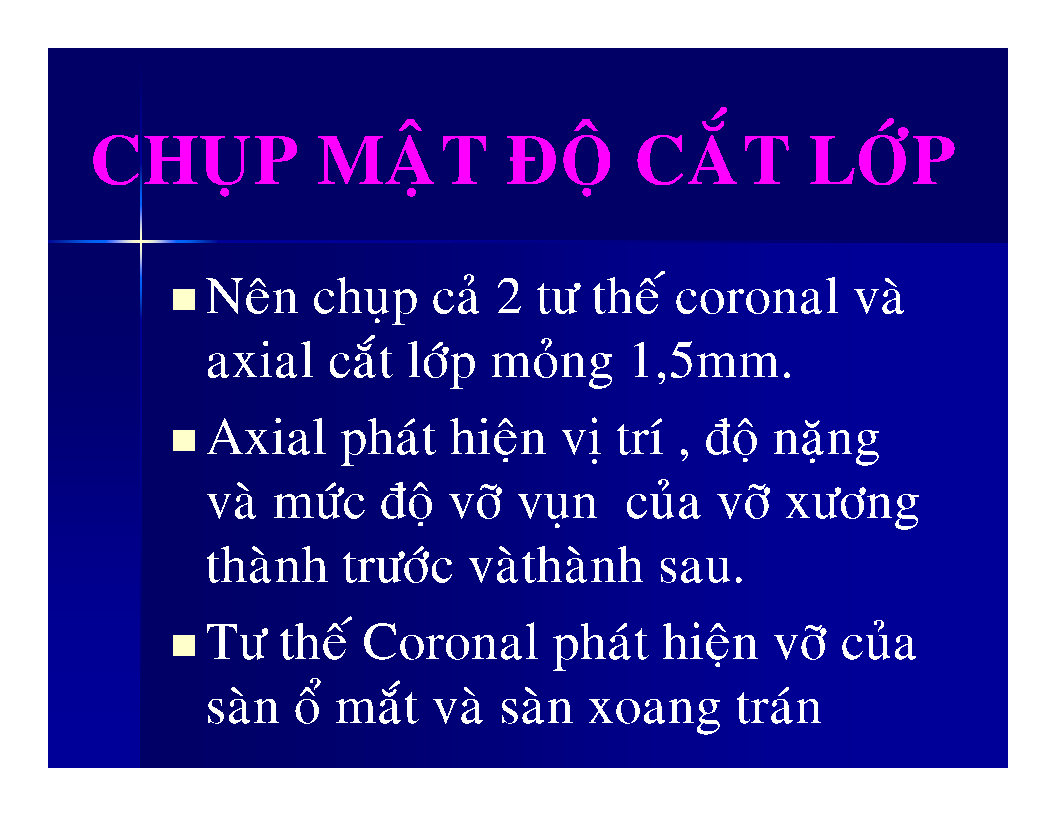 CHỤP MẬT ĐỘ CẮT LỚP
Nên chụp cả 2 tư thế coronal và
axial cắt lớp mỏng 1,5mm.
Axial phát hiện vị trí , độ nặng
và mức độ vỡ vụn của vỡ xương
thành trước vàthành sau.
Tư thế Coronal phát hiện vỡ của
sàn ổ mắt và sàn xoang trán